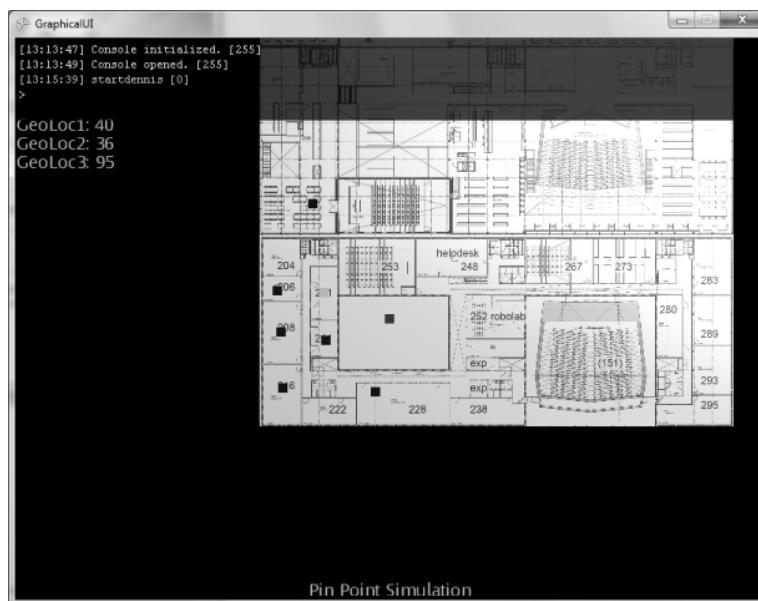 GraphicalUI
[13:13:47] Console initialized. [255]
[13:13:49] Console opened. [255]
[13:15:39] startdennis [0]
>
GeoLoc1: 40
GeoLoc2: 36
GeoLoc3: 95
helpdesk
204
253
248
267
273
283
206
280
208
252 robolab
289
exp
(151)
216
exp
293
222
228
238
295
Pin Point Simulation